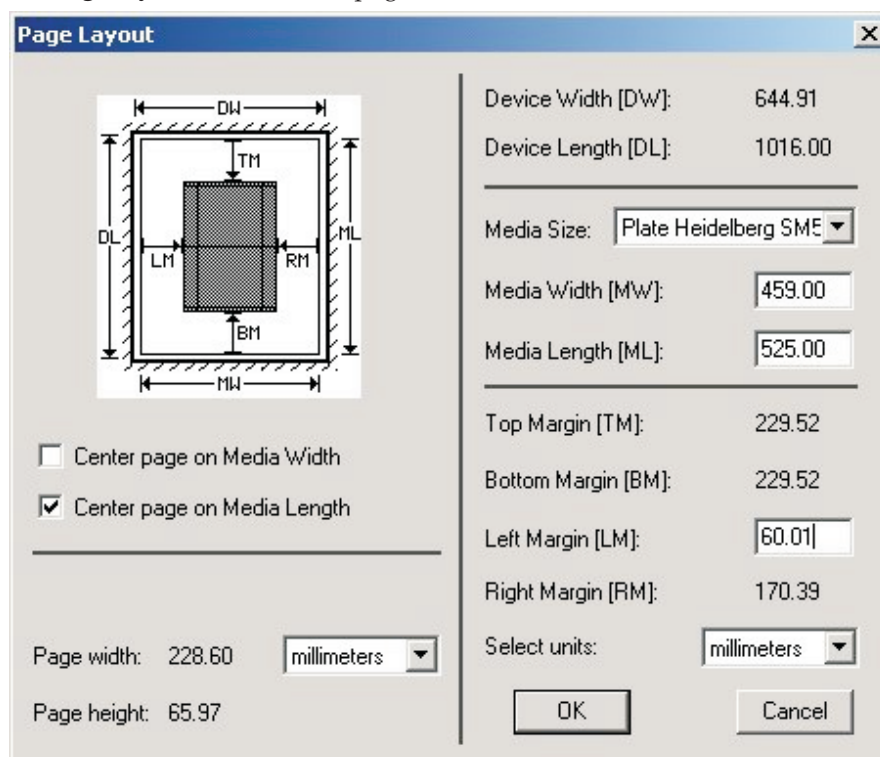 Page Layout
DW
TM
DL
ML
LM
RM
BM
MW
Center page on Media Width
Center page on Media Length
Page width: 228.60 millimeters
Page height: 65.97
Device Width [DW]: 644.91
Device Length [DL]: 1016.00
Media Size: Plate Heidelberg SM5
Media Width [MW]: 459.00
Media Length [ML]: 525.00
Top Margin [TM]: 229.52
Bottom Margin [BM]: 229.52
Left Margin [LM]: 60.01
Right Margin [RM]: 170.39
Select units: millimeters
OK Cancel